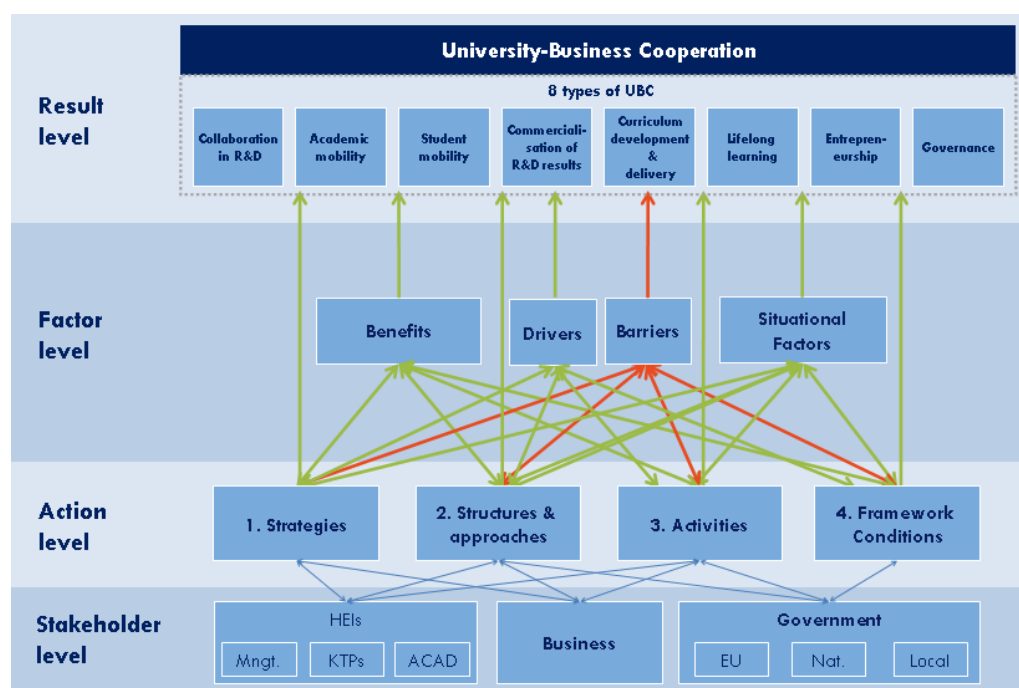 University-Business Cooperation
8 types of UBC
Result
level
Collaboration
in R&D
Academic
mobility
Student
mobility
Commerciali-
sation of
R&D results
Curriculum
development
&
delivery
Lifelong
learning
Entrepren-
eurship
Governance
Factor
level
Benefits
Drivers
Barriers
Situational
Factors
Action
level
1. Strategies
2. Structures &
approaches
3. Activities
4. Framework
Conditions
Stakeholder
level
HEIs
Mngt.
KTPs
ACAD
Business
Government
EU
Nat.
Local